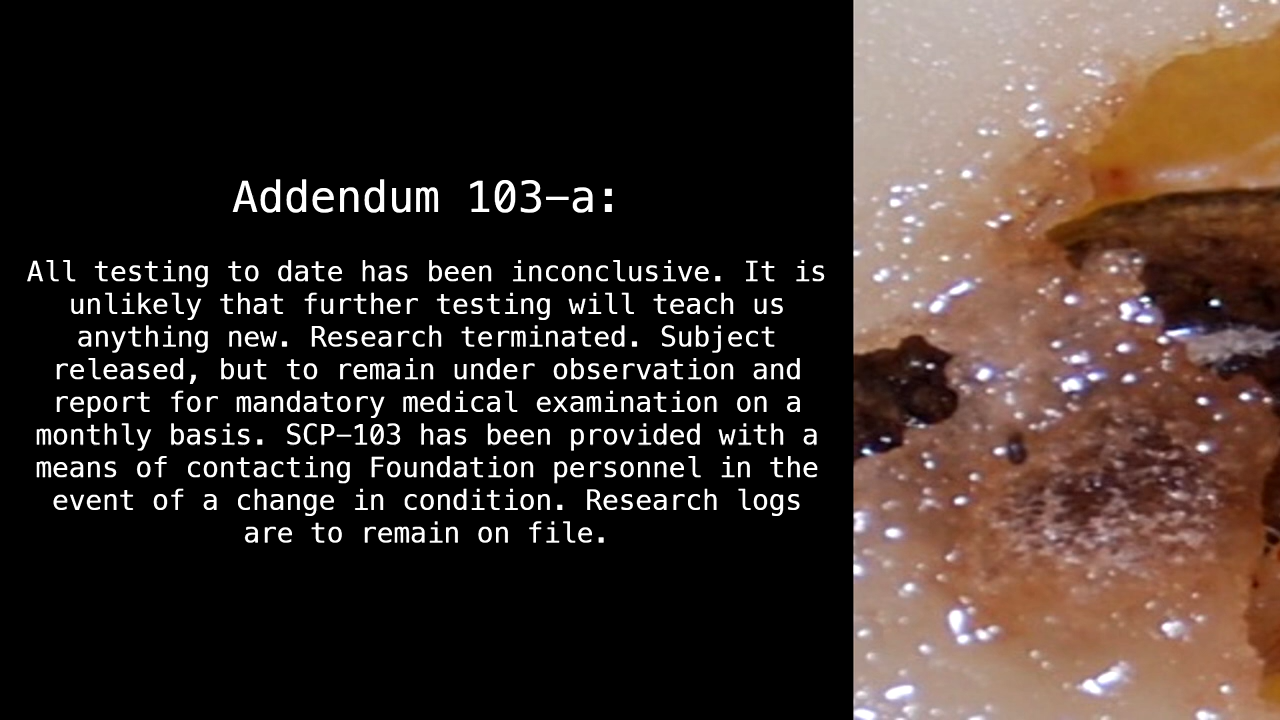 Addendum 103–a:
All testing to date has been inconclusive. It is
unlikely that further testing will teach us
anything new. Research terminated. Subject
released, but to remain under observation and
report for mandatory medical examination on a
monthly basis. SCP–103 has been provided with a
means of contacting Foundation personnel in the
event of a change in condition. Research logs
are to remain on file.